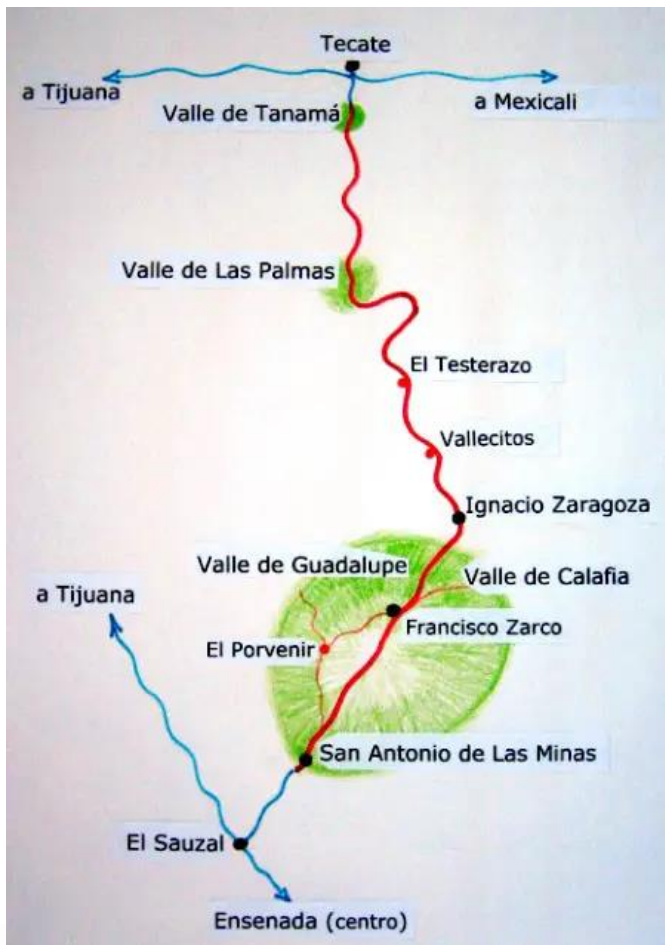 Tecate
a Tijuana
a Mexicali
Valle de Tanamá
Valle de Las Palmas
El Testerazo
Vallecitos
Ignacio Zaragoza
Valle de Guadalupe
Valle de Calafia
a Tijuana
Francisco Zarco
El Porvenir
San Antonio de Las Minas
El Sauzal
Ensenada (centro)